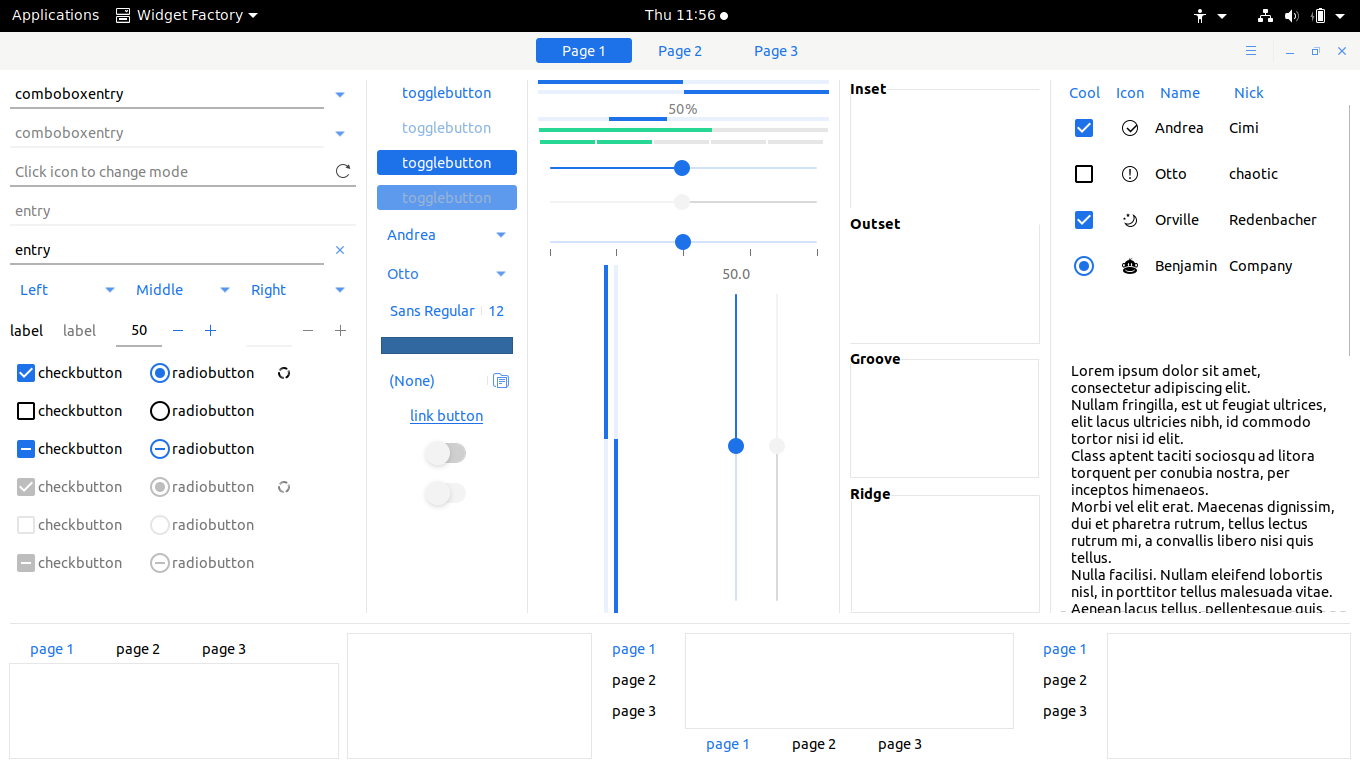 Applications Widget Factory Thu 11:56
Page 1 Page 2 Page 3
comboboxentry
comboboxentry
Click icon to change mode
entry
entry
Left Middle Right
label label 50
checkbutton radiobutton
checkbutton radiobutton
checkbutton radiobutton
checkbutton radiobutton
checkbutton radiobutton
checkbutton radiobutton
togglebutton
togglebutton
togglebutton
togglebutton
Andrea
Otto
Sans Regular 12
(None)
link button
50%
50.0
Inset
Outset
Groove
Ridge
Cool Icon Name Nick
Andrea Cimi
Otto chaotic
Orville Redenbacher
Benjamin Company
Lorem ipsum dolor sit amet,
consectetur adipiscing elit.
Nullam fringilla, est ut feugiat ultrices,
elit lacus ultricies nibh, id commodo
tortor nisi id elit.
Class aptent taciti sociosqu ad litora
torquent per conubia nostra, per
inceptos himenaeos.
Morbi vel elit erat. Maecenas dignissim,
dui et pharetra rutrum, tellus lectus
rutrum mi, a convallis libero nisi quis
tellus.
Nulla facilisi. Nullam eleifend lobortis
nisl, in porttitor tellus malesuada vitae.
Aenean lacus tellus, pellentesque quis
page 1 page 2 page 3
page 1
page 2
page 3
page 1 page 2 page 3
page 1
page 2
page 3